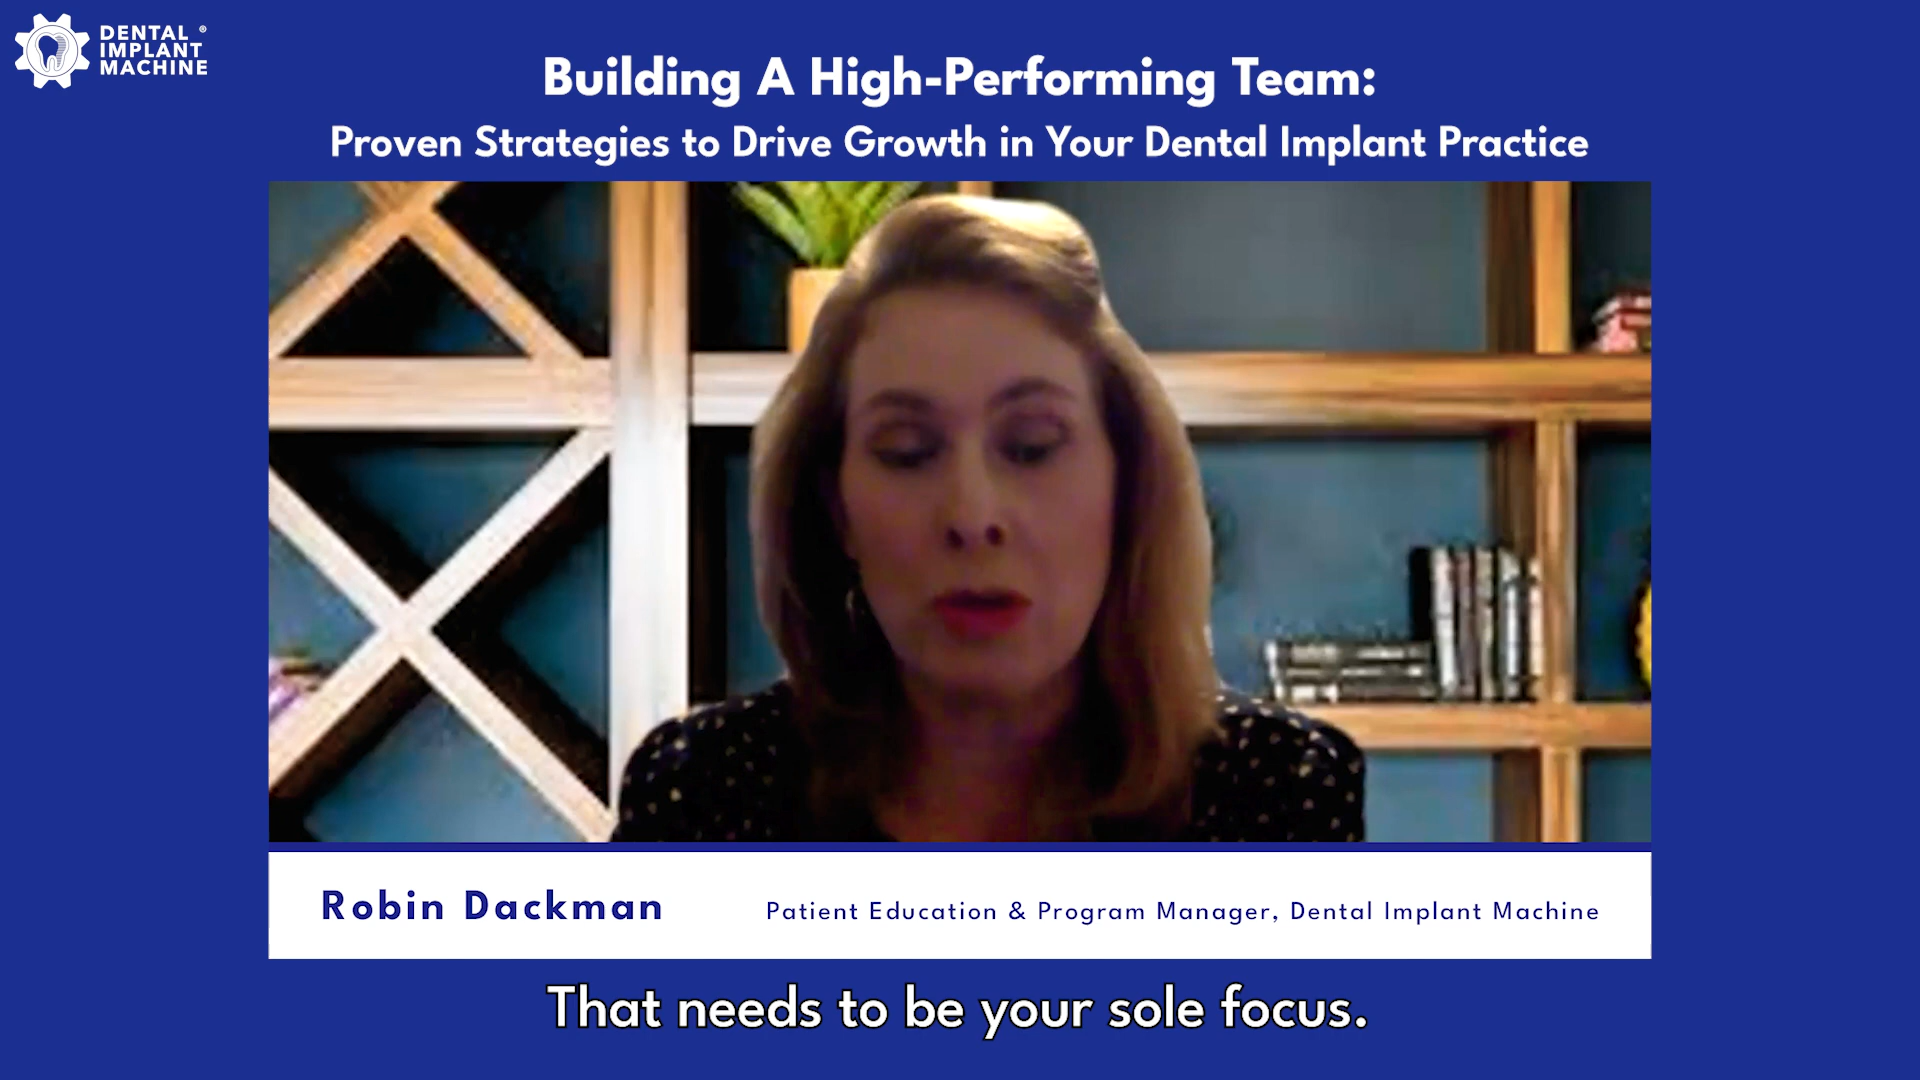 DENTAL ®
IMPLANT
MACHINE
Building A High-Performing Team:
Proven Strategies to Drive Growth in Your Dental Implant Practice
Robin Dackman
Patient Education & Program Manager, Dental Implant Machine
That needs to be your sole focus.